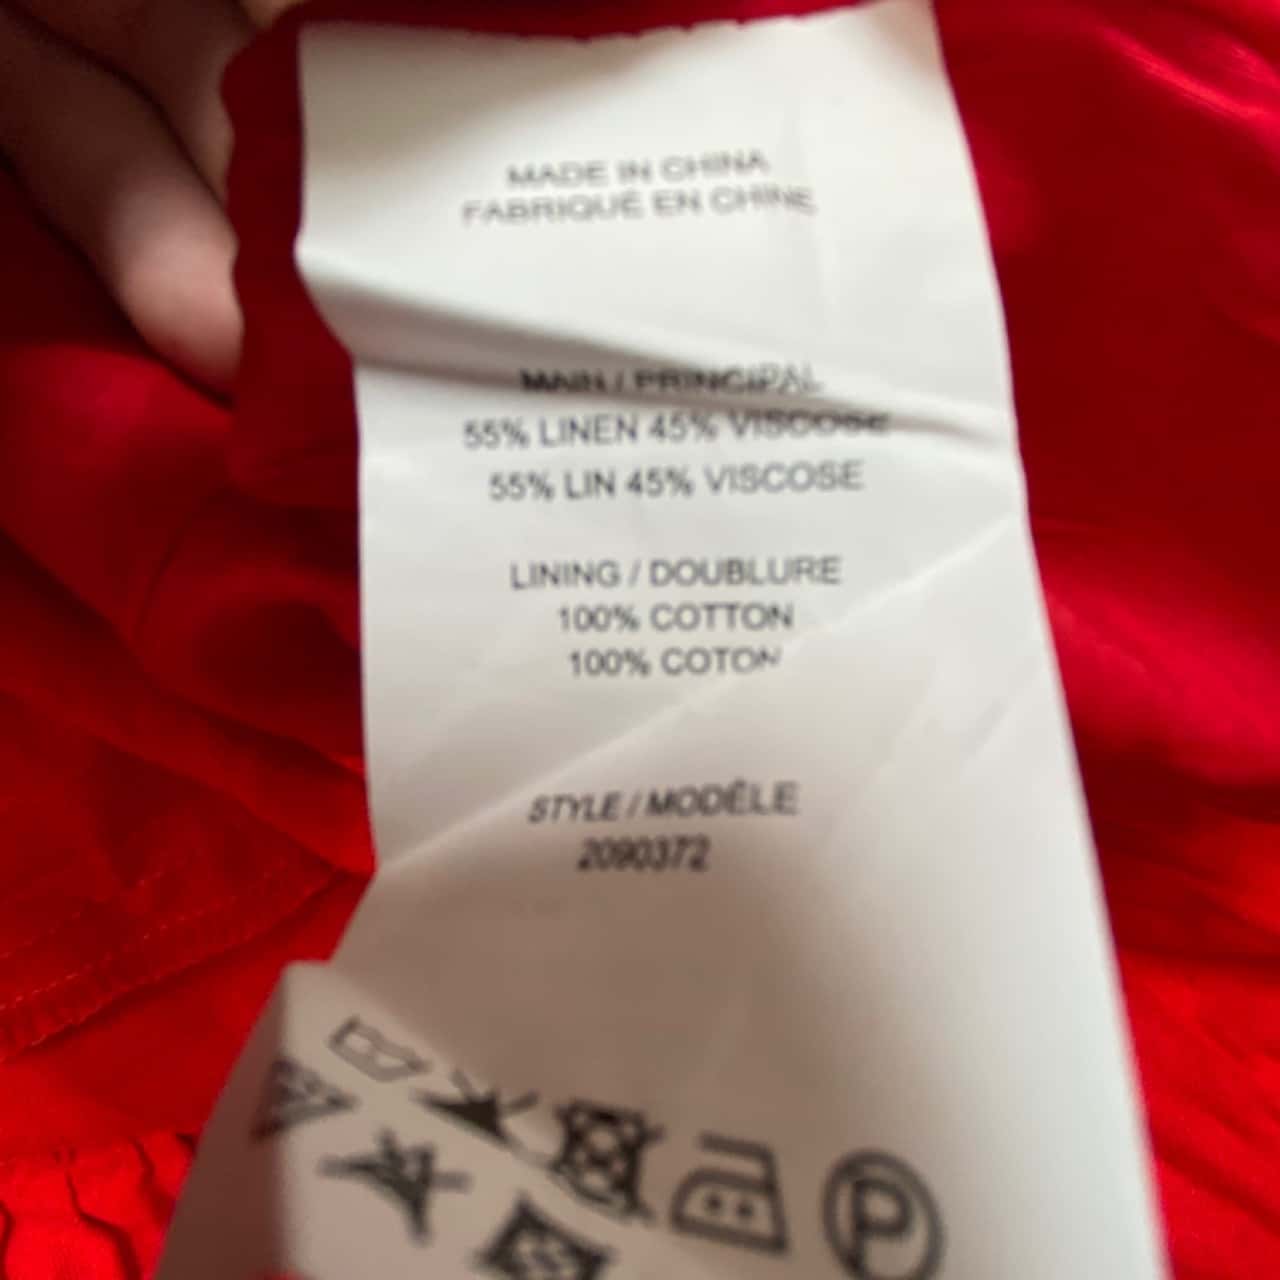 MADE IN CHINA
FABRIQUÉ EN CHINE
MAIN / PRINCIPAL
55% LINEN 45% VISCOSE
55% LIN 45% VISCOSE
LINING / DOUBLURE
100% COTTON
100% COTON
STYLE / MODÊLE
2090372
P